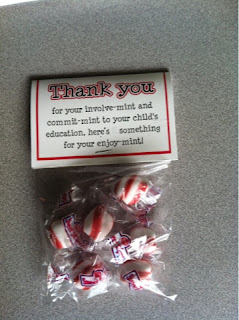 Thank you
for your involve-mint and
commit-mint to your child's
education, here's something
for your enjoy-mint!